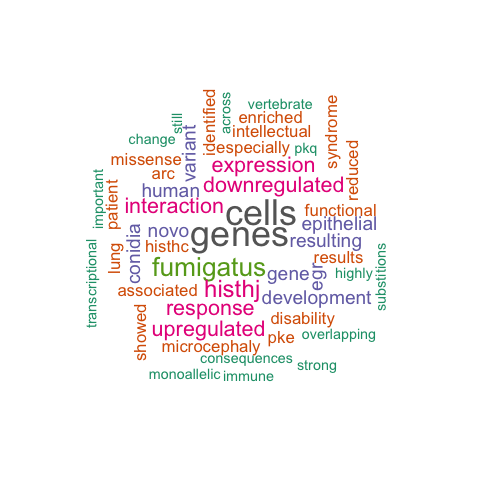 vertebrate
across
still
identified
enriched
change
variant
intellectual
syndrome
especially
pkq
missense
reduced
arc
expression
important
patient
human
downregulated
interaction
cells
functional
novo
genes
epithelial
conidia
histhc
resulting
lung
fumigatus
gene
egr
results
highly
substitions
transcriptional
associated
histhj
development
response
showed
upregulated
disability
pke
overlapping
microcephaly
consequences
strong
monoallelic
immune